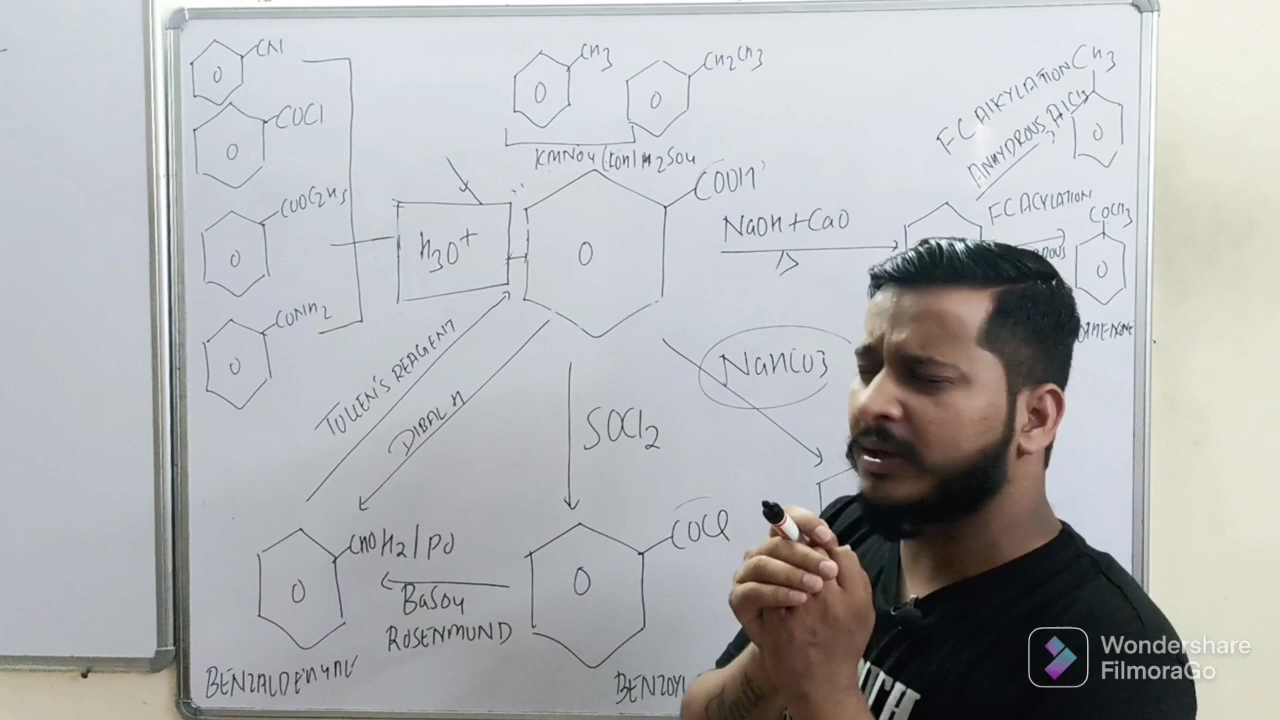 CN
COCl
COOC2H5
CONH2
H3O+
CH3
CH2CH3
KMNO4/KOH/H2SO4
COOH
NaOH+CaO
Δ
FC ALKYLATION
ANHYDROUS AlCl3
CH3
FC ACYLATION
COCH3
NaHCO3
TOLLEN'S REAGENT
DIBAL H
SOCl2
CHO
H2/Pd
BaSO4
ROSENMUND
BENZALDEHYDE
COCl
BENZOYL
Wondershare
FilmoraGo